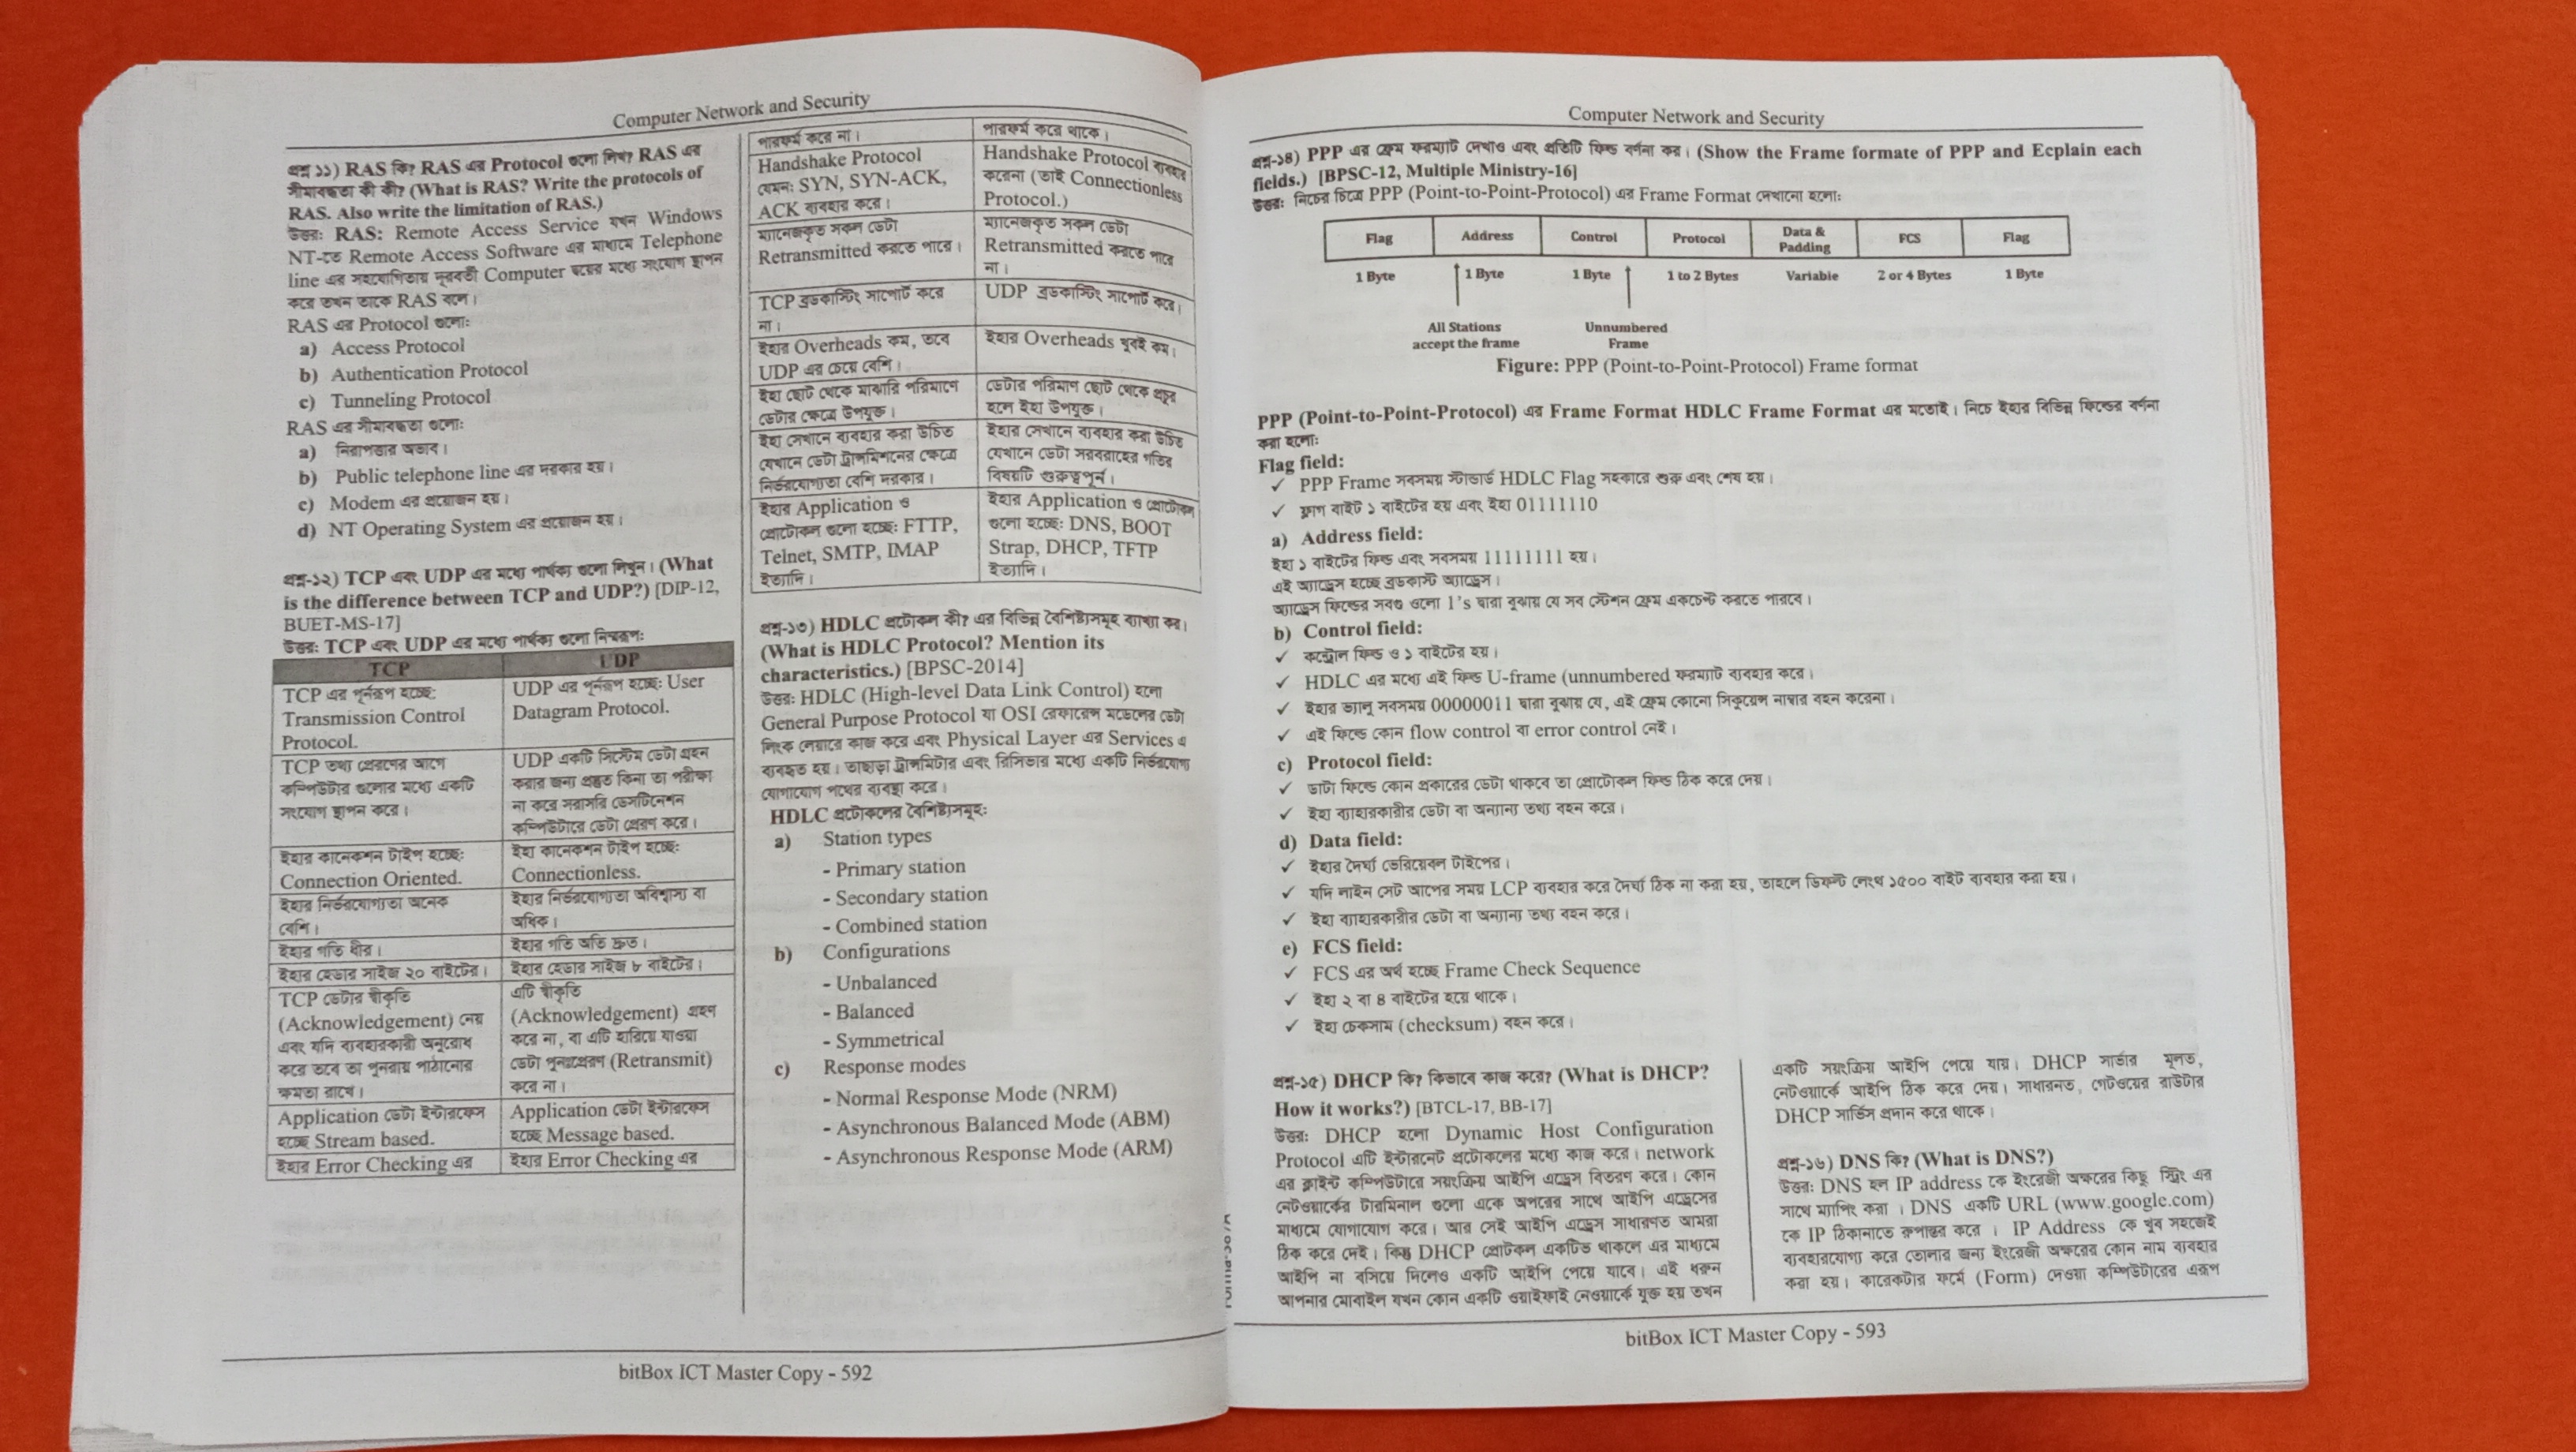 Computer Network and Security
প্রশ্ন ১১) RAS কি? RAS এর Protocol গুলো লিখ? RAS এর
সীমাবদ্ধতা কী কী? (What is RAS? Write the protocols of
RAS. Also write the limitation of RAS.)
উত্তর: RAS: Remote Access Service যখন Windows
NT-তে Remote Access Software এর মাধ্যমে Telephone
line এর সহযোগিতায় দূরবর্তী Computer দ্বয়ের মধ্যে সংযোগ স্থাপন
করে তখন তাকে RAS বলে।
RAS এর Protocol গুলো:
a) Access Protocol
b) Authentication Protocol
c) Tunneling Protocol
RAS এর সীমাবদ্ধতা গুলো:
a) নিরাপত্তার অভাব।
b) Public telephone line এর দরকার হয়।
c) Modem এর প্রয়োজন হয়।
d) NT Operating System এর প্রয়োজন হয়।
প্রশ্ন-১২) TCP এবং UDP এর মধ্যে পার্থক্য গুলো লিখুন। (What
is the difference between TCP and UDP?) [DIP-12,
BUET-MS-17]
উত্তর: TCP এবং UDP এর মধ্যে পার্থক্য গুলো নিম্নরূপ:
TCP UDP
TCP এর পূর্নরূপ হচ্ছে:
Transmission Control
Protocol.
UDP এর পূর্নরূপ হচ্ছে: User
Datagram Protocol.
TCP তথ্য প্রেরণের আগে
কম্পিউটার গুলোর মধ্যে একটি
সংযোগ স্থাপন করে।
UDP একটি সিস্টেম ডেটা গ্রহন
করার জন্য প্রস্তুত কিনা তা পরীক্ষা
না করে সরাসরি ডেসটিনেশন
কম্পিউটারে ডেটা প্রেরণ করে।
ইহার কানেকশন টাইপ হচ্ছে:
Connection Oriented.
ইহা কানেকশন টাইপ হচ্ছে:
Connectionless.
ইহার নির্ভরযোগ্যতা অনেক
বেশি।
ইহার নির্ভরযোগ্যতা অবিশ্বাস্য বা
অধিক।
ইহার গতি ধীর।
ইহার গতি অতি দ্রুত।
ইহার হেডার সাইজ ২০ বাইটের।
ইহার হেডার সাইজ ৮ বাইটের।
TCP ডেটার স্বীকৃতি
(Acknowledgement) নেয়
এবং যদি ব্যবহারকারী অনুরোধ
করে তবে তা পুনরায় পাঠানোর
ক্ষমতা রাখে।
এটি স্বীকৃতি
(Acknowledgement) গ্রহণ
করে না, বা এটি হারিয়ে যাওয়া
ডেটা পুনঃপ্রেরণ (Retransmit)
করে না।
Application ডেটা ইন্টারফেস
হচ্ছে Stream based.
Application ডেটা ইন্টারফেস
হচ্ছে Message based.
ইহার Error Checking এর
ইহার Error Checking এর
পারফর্ম করে না।
পারফর্ম করে থাকে।
Handshake Protocol
যেমন: SYN, SYN-ACK,
ACK ব্যবহার করে।
Handshake Protocol ব্যবহার
করেনা (তাই Connectionless
Protocol.)
ম্যানেজকৃত সকল ডেটা
Retransmitted করতে পারে।
ম্যানেজকৃত সকল ডেটা
Retransmitted করতে পারে
না।
TCP ব্রডকাস্টিং সাপোর্ট করে
না।
UDP ব্রডকাস্টিং সাপোর্ট করে।
ইহার Overheads কম, তবে
UDP এর চেয়ে বেশি।
ইহার Overheads খুবই কম।
ইহা ছোট থেকে মাঝারি পরিমাণে
ডেটার ক্ষেত্রে উপযুক্ত।
ডেটার পরিমাণ ছোট থেকে প্রচুর
হলে ইহা উপযুক্ত।
ইহা সেখানে ব্যবহার করা উচিত
যেখানে ডেটা ট্রান্সমিশনের ক্ষেত্রে
নির্ভরযোগ্যতা বেশি দরকার।
ইহার সেখানে ব্যবহার করা উচিত
যেখানে ডেটা সরবরাহের গতির
বিষয়টি গুরুত্বপূর্ন।
ইহার Application ও
প্রোটোকল গুলো হচ্ছে: FTTP,
Telnet, SMTP, IMAP
ইত্যাদি।
ইহার Application ও প্রোটোকল
গুলো হচ্ছে: DNS, BOOT
Strap, DHCP, TFTP
ইত্যাদি।
প্রশ্ন-১৩) HDLC প্রটোকল কী? এর বিভিন্ন বৈশিষ্ট্যসমূহ ব্যাখ্যা কর।
(What is HDLC Protocol? Mention its
characteristics.) [BPSC-2014]
উত্তর: HDLC (High-level Data Link Control) হলো
General Purpose Protocol যা OSI রেফারেন্স মডেলের ডেটা
লিংক লেয়ারে কাজ করে এবং Physical Layer এর Services এ
ব্যবহৃত হয়। তাছাড়া ট্রান্সমিটার এবং রিসিভার মধ্যে একটি নির্ভরযোগ্য
যোগাযোগ পথের ব্যবস্থা করে।
HDLC প্রটোকলের বৈশিষ্ট্যসমূহ:
a) Station types
- Primary station
- Secondary station
- Combined station
b) Configurations
- Unbalanced
- Balanced
- Symmetrical
c) Response modes
- Normal Response Mode (NRM)
- Asynchronous Balanced Mode (ABM)
- Asynchronous Response Mode (ARM)
bitBox ICT Master Copy - 592
Computer Network and Security
প্রশ্ন-১৪) PPP এর ফ্রেম ফরম্যাট দেখাও এবং প্রতিটি ফিল্ড বর্ণনা কর। (Show the Frame formate of PPP and Ecplain each
fields.) [BPSC-12, Multiple Ministry-16]
উত্তর: নিচের চিত্রে PPP (Point-to-Point-Protocol) এর Frame Format দেখানো হলো:
Flag Address Control Protocol Data & Padding FCS Flag
1 Byte 1 Byte 1 Byte 1 to 2 Bytes Variable 2 or 4 Bytes 1 Byte
All Stations Unnumbered
accept the frame Frame
Figure: PPP (Point-to-Point-Protocol) Frame format
PPP (Point-to-Point-Protocol) এর Frame Format HDLC Frame Format এর মতোই। নিচে ইহার বিভিন্ন ফিল্ডের বর্ণনা
করা হলো:
Flag field:
✓ PPP Frame সবসময় স্টান্ডার্ড HDLC Flag সহকারে শুরু এবং শেষ হয়।
✓ ফ্লাগ বাইট ১ বাইটের হয় এবং ইহা 01111110
a) Address field:
ইহা ১ বাইটের ফিল্ড এবং সবসময় 11111111 হয়।
এই অ্যাড্রেস হচ্ছে ব্রডকাস্ট অ্যাড্রেস।
অ্যাড্রেস ফিল্ডের সবগু গুলো 1's দ্বারা বুঝায় যে সব স্টেশন ফ্রেম একচেপ্ট করতে পারবে।
b) Control field:
✓ কন্ট্রোল ফিল্ড ও ১ বাইটের হয়।
✓ HDLC এর মধ্যে এই ফিল্ড U-frame (unnumbered ফরম্যাট ব্যবহার করে।
✓ ইহার ভ্যালু সবসময় 00000011 দ্বারা বুঝায় যে, এই ফ্রেম কোনো সিকুয়েন্স নাম্বার বহন করেনা।
✓ এই ফিল্ডে কোন flow control বা error control নেই।
c) Protocol field:
✓ ডাটা ফিল্ডে কোন প্রকারের ডেটা থাকবে তা প্রোটোকল ফিল্ড ঠিক করে দেয়।
✓ ইহা ব্যাহারকারীর ডেটা বা অন্যান্য তথ্য বহন করে।
d) Data field:
✓ ইহার দৈর্ঘ্য ভেরিয়েবল টাইপের।
✓ যদি লাইন সেট আপের সময় LCP ব্যবহার করে দৈর্ঘ্য ঠিক না করা হয়, তাহলে ডিফল্ট লেংথ ১৫০০ বাইট ব্যবহার করা হয়।
✓ ইহা ব্যাহারকারীর ডেটা বা অন্যান্য তথ্য বহন করে।
e) FCS field:
✓ FCS এর অর্থ হচ্ছে Frame Check Sequence
✓ ইহা ২ বা ৪ বাইটের হয়ে থাকে।
✓ ইহা চেকসাম (checksum) বহন করে।
প্রশ্ন-১৫) DHCP কি? কিভাবে কাজ করে? (What is DHCP?
How it works?) [BTCL-17, BB-17]
উত্তর: DHCP হলো Dynamic Host Configuration
Protocol এটি ইন্টারনেট প্রটোকলের মধ্যে কাজ করে। network
এর ক্লাইন্ট কম্পিউটারে সয়ংক্রিয় আইপি এড্রেস বিতরণ করে। কোন
নেটওয়ার্কের টারমিনাল গুলো একে অপরের সাথে আইপি এড্রেসের
মাধ্যমে যোগাযোগ করে। আর সেই আইপি এড্রেস সাধারণত আমরা
ঠিক করে দেই। কিন্তু DHCP প্রোটকল একটিভ থাকলে এর মাধ্যমে
আইপি না বসিয়ে দিলেও একটি আইপি পেয়ে যাবে। এই ধরুন
আপনার মোবাইল যখন কোন একটি ওয়াইফাই নেওয়ার্কে যুক্ত হয় তখন
একটি সয়ংক্রিয় আইপি পেয়ে যায়। DHCP সার্ভার মূলত,
নেটওয়ার্কে আইপি ঠিক করে দেয়। সাধারনত, গেটওয়ের রাউটার
DHCP সার্ভিস প্রদান করে থাকে।
প্রশ্ন-১৬) DNS কি? (What is DNS?)
উত্তর: DNS হল IP address কে ইংরেজী অক্ষরের কিছু স্ট্রিং এর
সাথে ম্যাপিং করা । DNS একটি URL (www.google.com)
কে IP ঠিকানাতে রুপান্তর করে । IP Address কে খুব সহজেই
ব্যবহারযোগ্য করে তোলার জন্য ইংরেজী অক্ষরের কোন নাম ব্যবহার
করা হয়। কারেকটার ফর্মে (Form) দেওয়া কম্পিউটারের এরূপ
bitBox ICT Master Copy - 593